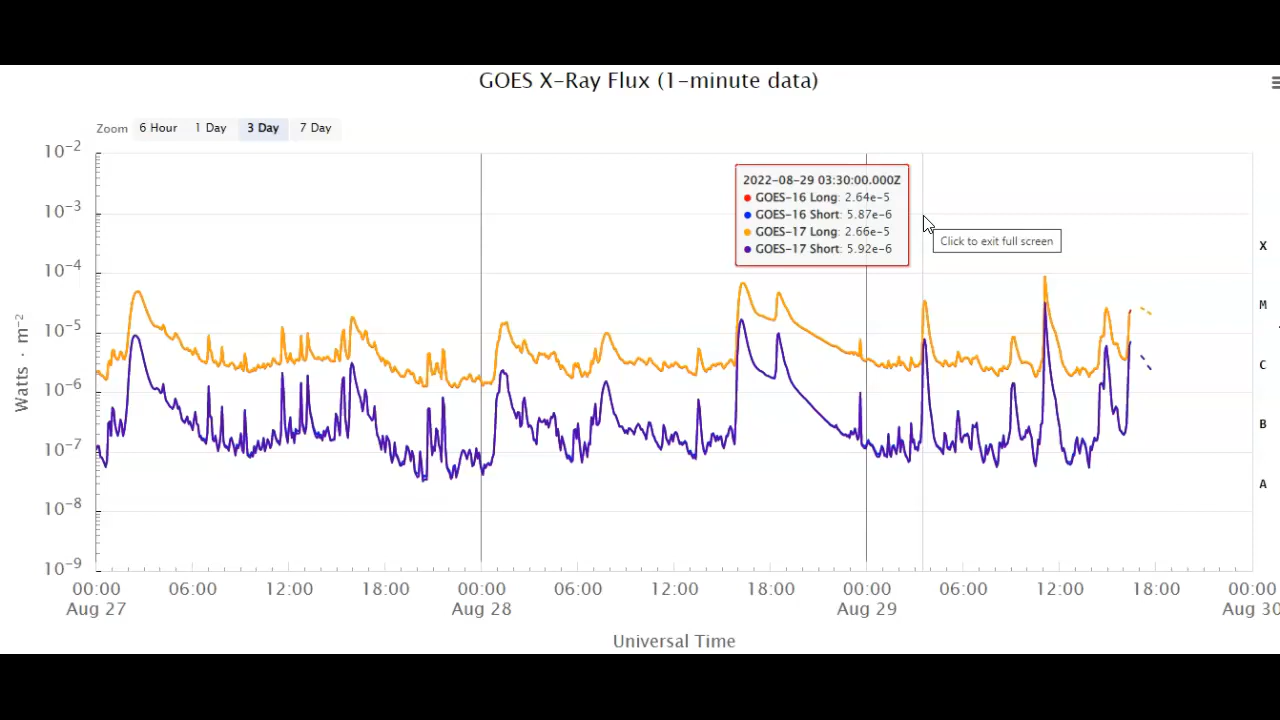 GOES X-Ray Flux (1-minute data)
Zoom 6 Hour 1 Day 3 Day 7 Day
10-2
10-3
10-4
10-5
10-6
10-7
10-8
10-9
Watts · m-2
2022-08-29 03:30:00.000Z
GOES-16 Long: 2.64e-5
GOES-16 Short: 5.87e-6
GOES-17 Long: 2.66e-5
GOES-17 Short: 5.92e-6
Click to exit full screen
X
M
C
B
A
00:00 06:00 12:00 18:00 00:00 06:00 12:00 18:00 00:00 06:00 12:00 18:00 00:00
Aug 27 Aug 28 Aug 29 Aug 30
Universal Time